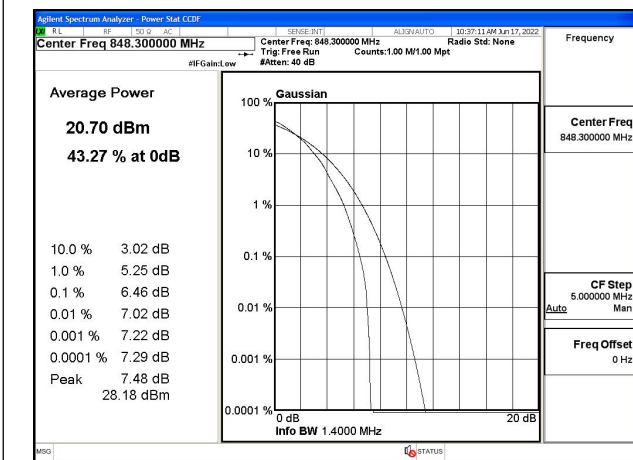 Agilent Spectrum Analyzer - Power Stat CCDF
LXI RL RF 50 Ω AC SENSE:INT ALIGN AUTO 10:37:11 AM Jun 17, 2022
Center Freq 848.300000 MHz
Center Freq: 848.300000 MHz Radio Std: None
Trig: Free Run Counts:1.00 M/1.00 Mpt
#IFGain:Low #Atten: 40 dB
Frequency
Average Power
20.70 dBm
43.27 % at 0dB
10.0 % 3.02 dB
1.0 % 5.25 dB
0.1 % 6.46 dB
0.01 % 7.02 dB
0.001 % 7.22 dB
0.0001 % 7.29 dB
Peak 7.48 dB
28.18 dBm
Gaussian
100 %
10 %
1 %
0.1 %
0.01 %
0.001 %
0.0001 %
0 dB 20 dB
Info BW 1.4000 MHz
Center Freq
848.300000 MHz
CF Step
5.000000 MHz
Auto Man
Freq Offset
0 Hz
MSG STATUS